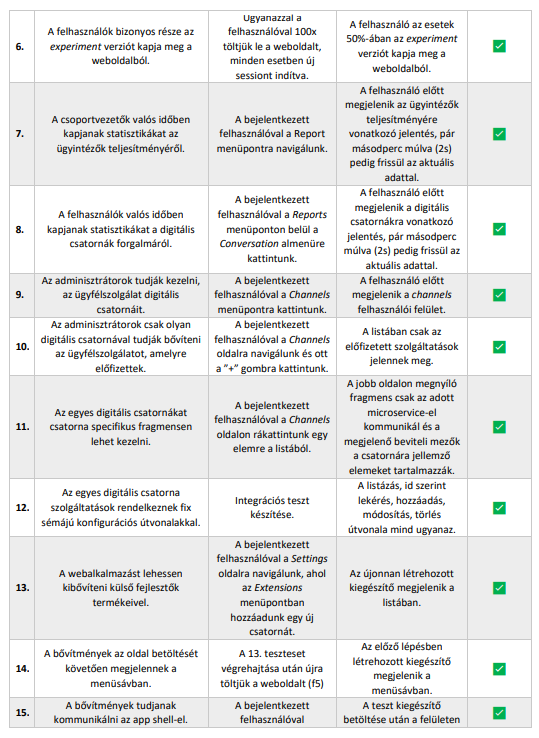 6.
A felhasználók bizonyos része az
experiment verziót kapja meg a
weboldalból.
Ugyanazzal a
felhasználóval 100x
töltjük le a weboldalt,
minden esetben új
sessiont indítva.
A felhasználó az esetek
50%-ában az experiment
verziót kapja meg a
weboldalból.
7.
A csoportvezetők valós időben
kapjanak statisztikákat az
ügyintézők teljesítményéről.
A bejelentkezett
felhasználóval a Report
menüpontra navigálunk.
A felhasználó előtt
megjelenik az ügyintézők
teljesítményére
vonatkozó jelentés, pár
másodperc múlva (2s)
pedig frissül az aktuális
adattal.
8.
A felhasználók valós időben
kapjanak statisztikákat a digitális
csatornák forgalmáról.
A bejelentkezett
felhasználóval a Reports
menüponton belül a
Conversation almenüre
kattintunk.
A felhasználó előtt
megjelenik a digitális
csatornákra vonatkozó
jelentés, pár másodperc
múlva (2s) pedig frissül az
aktuális adattal.
9.
Az adminisztrátorok tudják kezelni,
az ügyfélszolgálat digitális
csatornáit.
A bejelentkezett
felhasználóval a Channels
menüpontra kattintunk.
A felhasználó előtt
megjelenik a channels
felhasználói felület.
10.
Az adminsztrátorok csak olyan
digitális csatornával tudják bővíteni
az ügyfélszolgálatot, amelyre
előfizettek.
A bejelentkezett
felhasználóval a Channels
oldalra navigálunk és ott
a "+" gombra kattintunk.
A listában csak az
előfizetett szolgáltatások
jelennek meg.
11.
Az egyes digitális csatornákat
csatorna specifikus fragmensen
lehet kezelni.
A bejelentkezett
felhasználóval a Channels
oldalon rákattintunk egy
elemre a listából.
A jobb oldalon megnyíló
fragmens csak az adott
microservice-el
kommunikál és a
megjelenő beviteli mezők
a csatornára jellemző
elemeket tartalmazzák.
12.
Az egyes digitális csatorna
szolgáltatások rendelkeznek fix
sémájú konfigurációs útvonalakkal.
Integrációs teszt
készítése.
A listázás, id szerint
lekérés, hozzáadás,
módosítás, törlés
útvonala mind ugyanaz.
13.
A webalkalmazást lehessen
kibővíteni külső fejlesztők
termékeivel.
A bejelentkezett
felhasználóval a Settings
oldalra navigálunk, ahol
az Extensions
menüpontban
hozzáadunk egy új
csatornát.
Az újonnan létrehozott
kiegészítő megjelenik a
listában.
14.
A bővítmények az oldal betöltését
követően megjelennek a
menüsávban.
A 13. teszteset
végrehajtása után újra
töltjük a weboldalt (f5)
Az előző lépésben
létrehozott kiegészítő
megjelenik a
menüsávban.
15.
A bővítmények tudjanak
kommunikálni az app shell-el.
A bejelentkezett
felhasználóval
A teszt kiegészítő
betöltése után a felületen